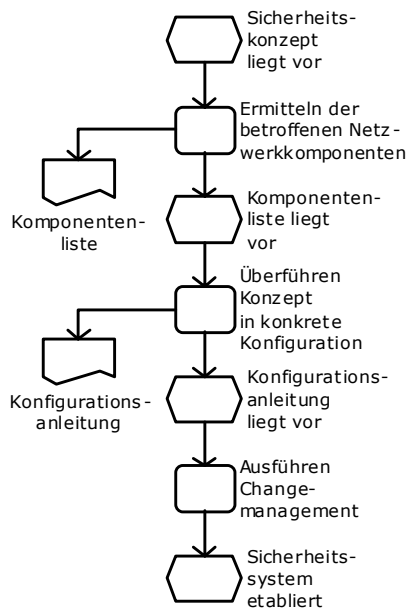 Sicherheits-
konzept
liegt vor
Ermitteln der
betroffenen Netz-
werkkomponenten
Komponenten-
liste
Komponenten-
liste liegt
vor
Überführen
Konzept
in konkrete
Konfiguration
Konfigurations-
anleitung
Konfigurations-
anleitung
liegt vor
Ausführen
Change-
management
Sicherheits-
system
etabliert